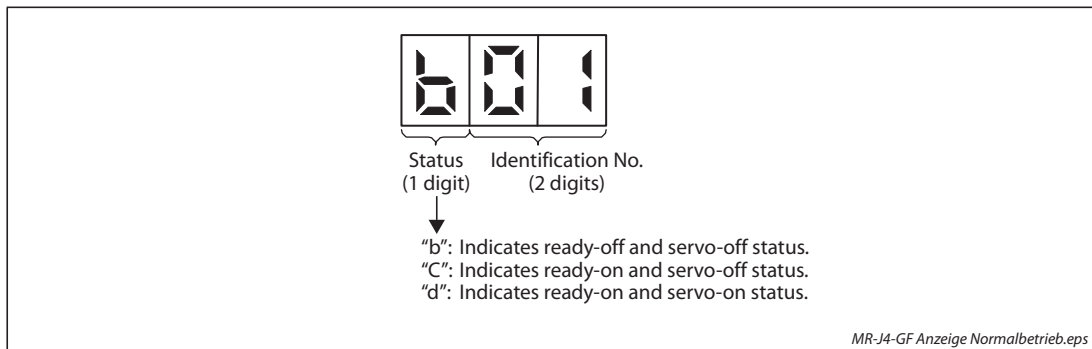 b01
Status Identification No.
(1 digit) (2 digits)
“b”: Indicates ready-off and servo-off status.
“C”: Indicates ready-on and servo-off status.
“d”: Indicates ready-on and servo-on status.
MR-J4-GF Anzeige Normalbetrieb.eps